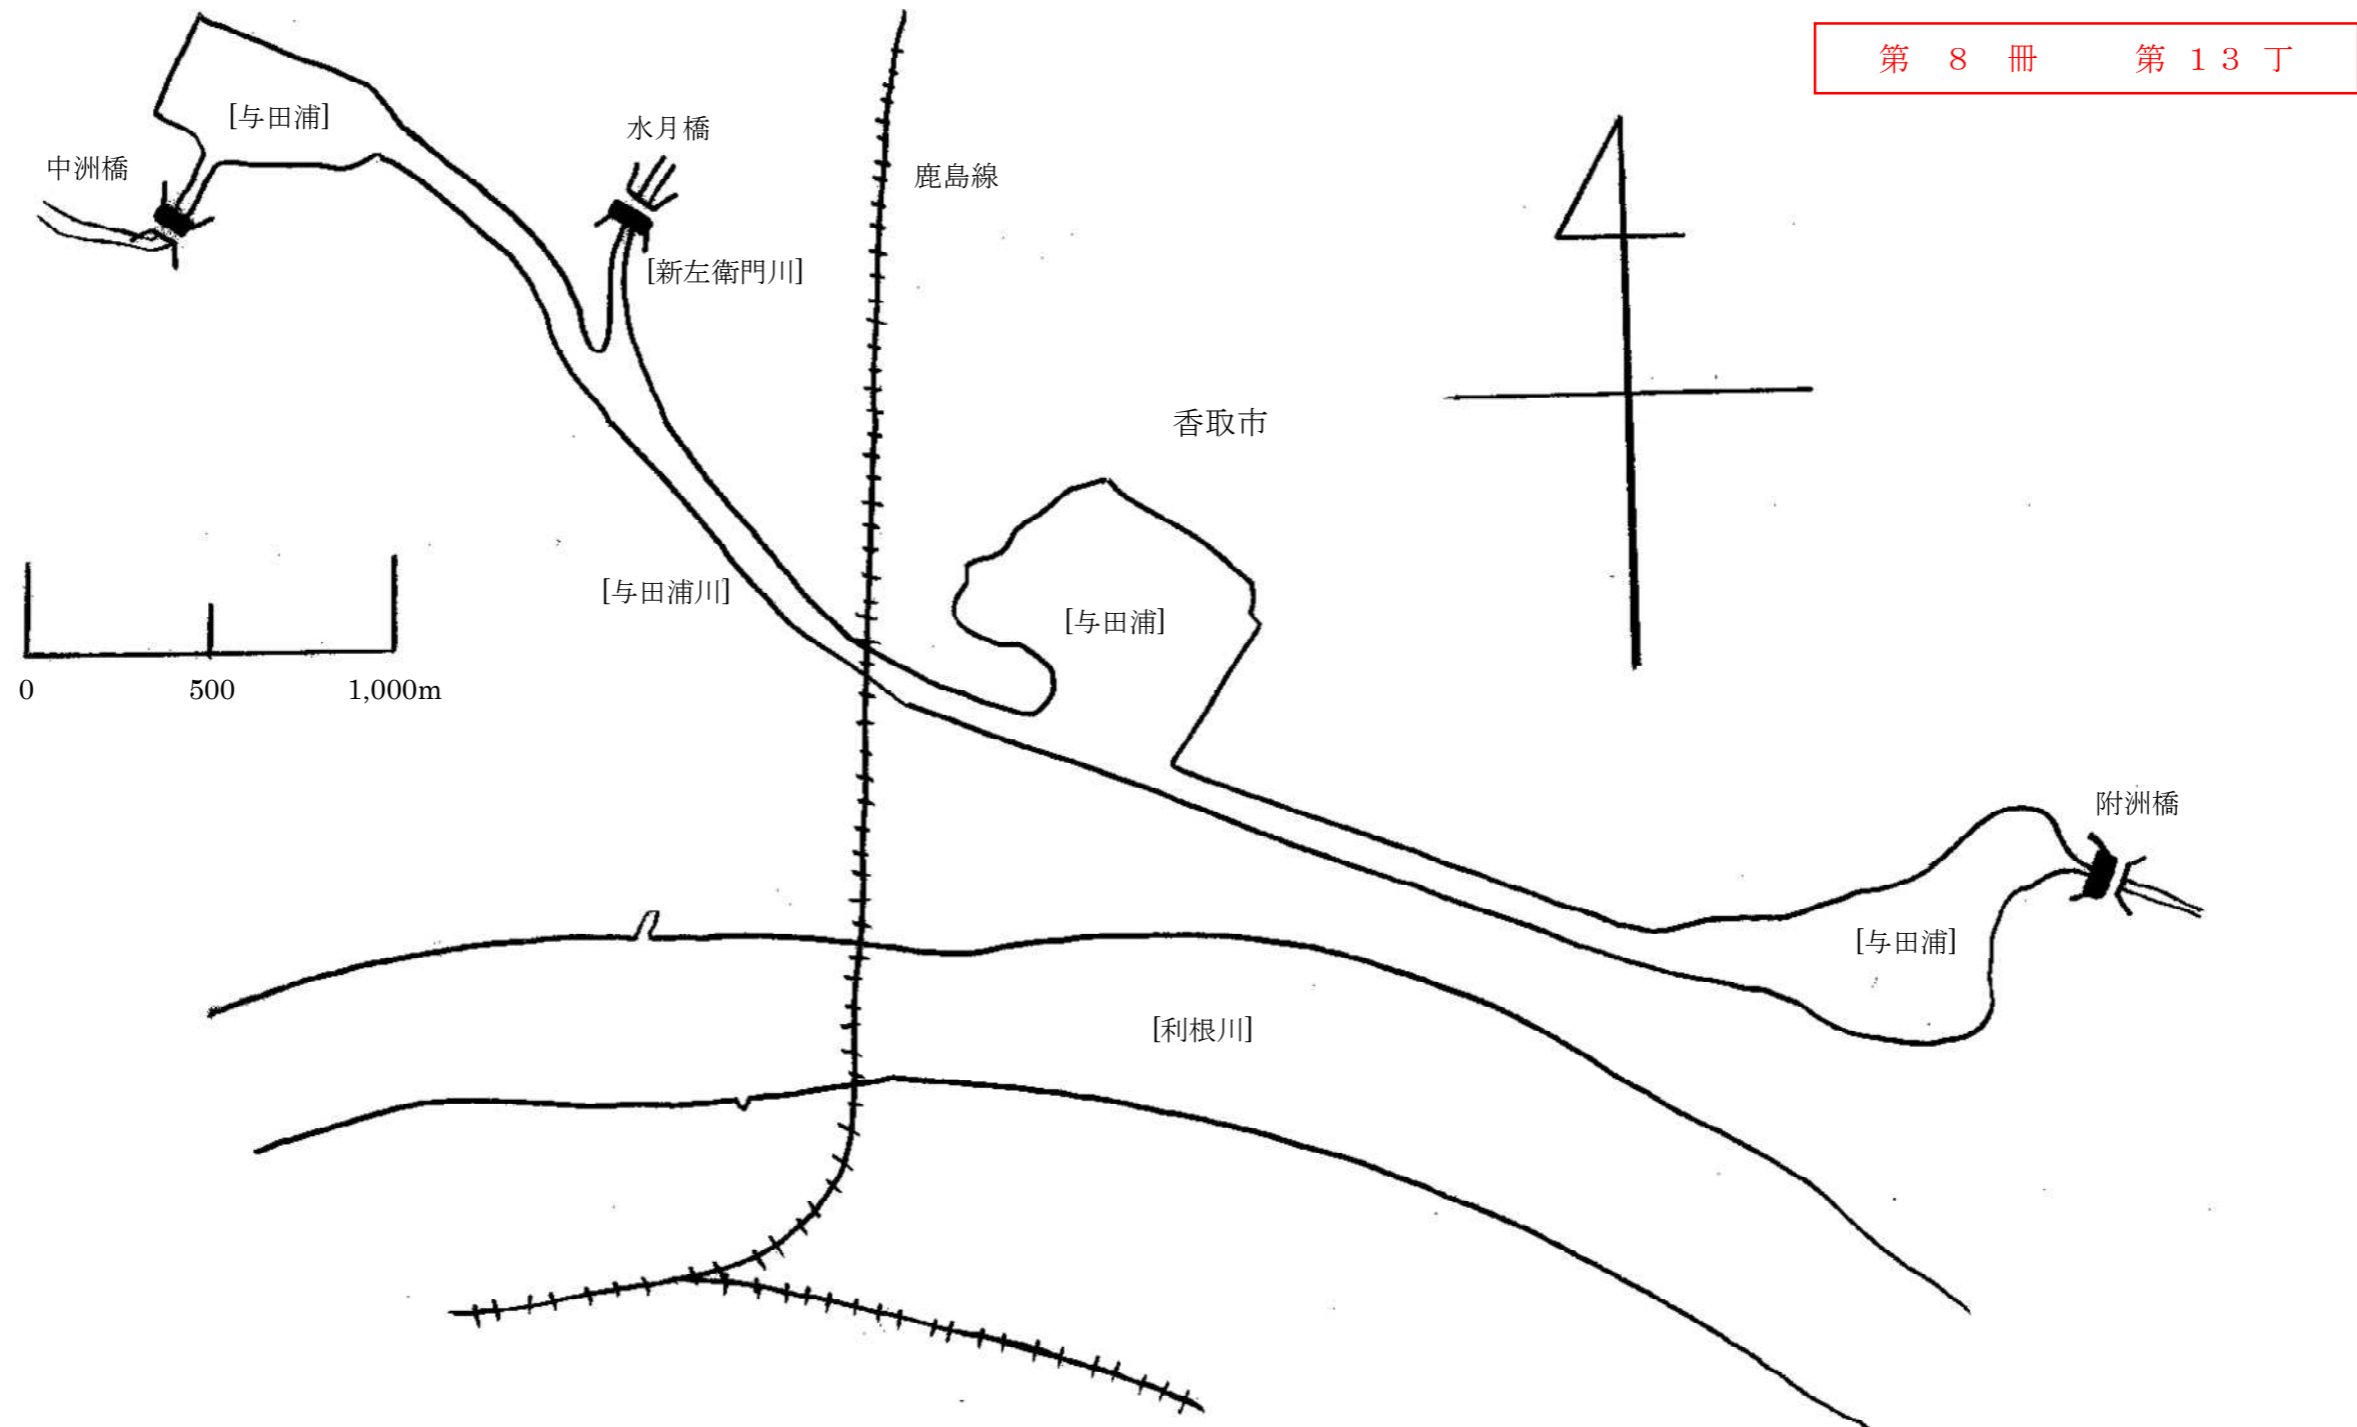 第 ８ 冊 第 １３ 丁
[与田浦]
水月橋
中洲橋
鹿島線
[新左衛門川]
香取市
[与田浦川]
[与田浦]
0 500 1,000m
附洲橋
[与田浦]
[利根川]